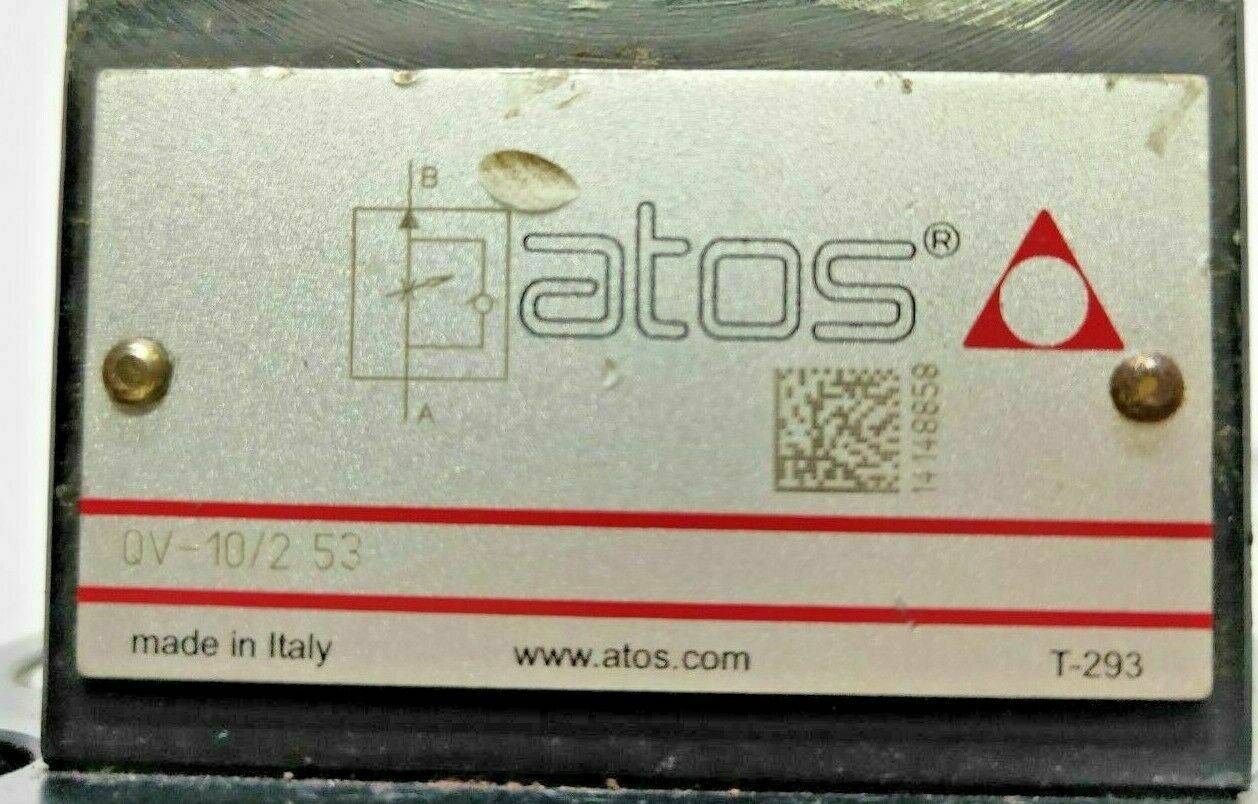 B
atos®
A
14148858
QV-10/2 53
made in Italy
www.atos.com
T-293